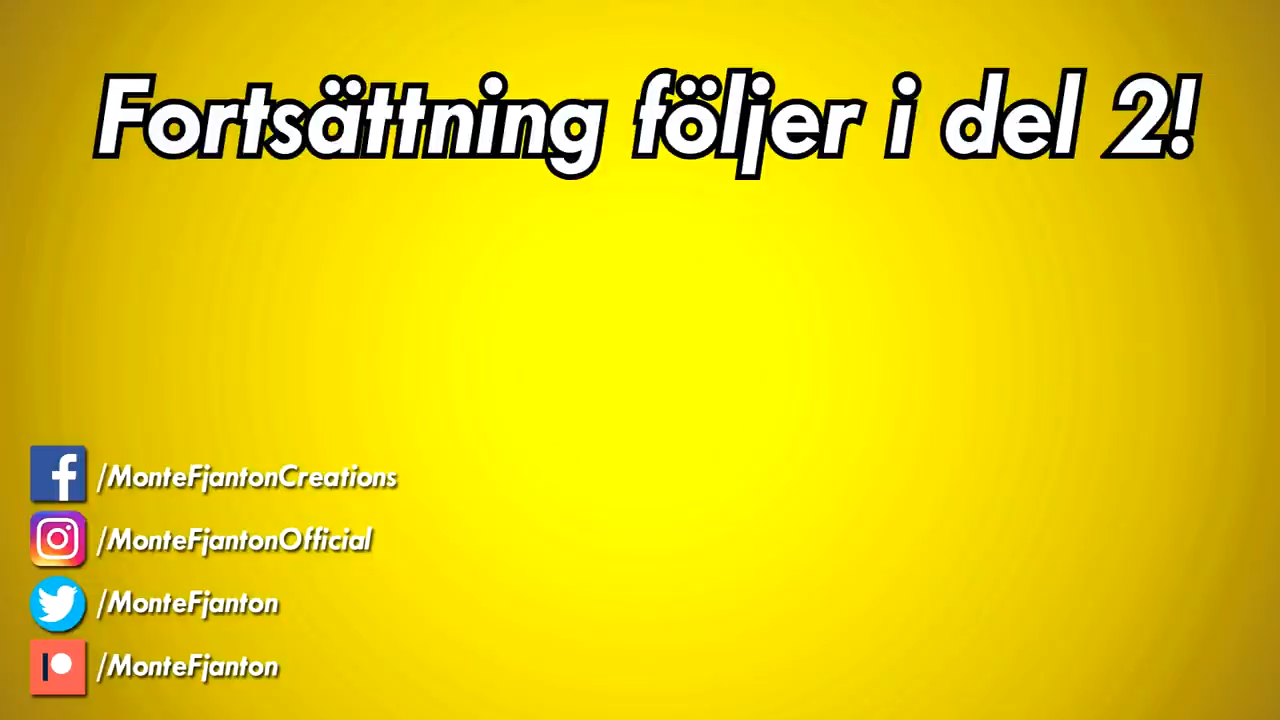 Fortsättning följer i del 2!
/MonteFjantonCreations
/MonteFjantonOfficial
/MonteFjanton
/MonteFjanton